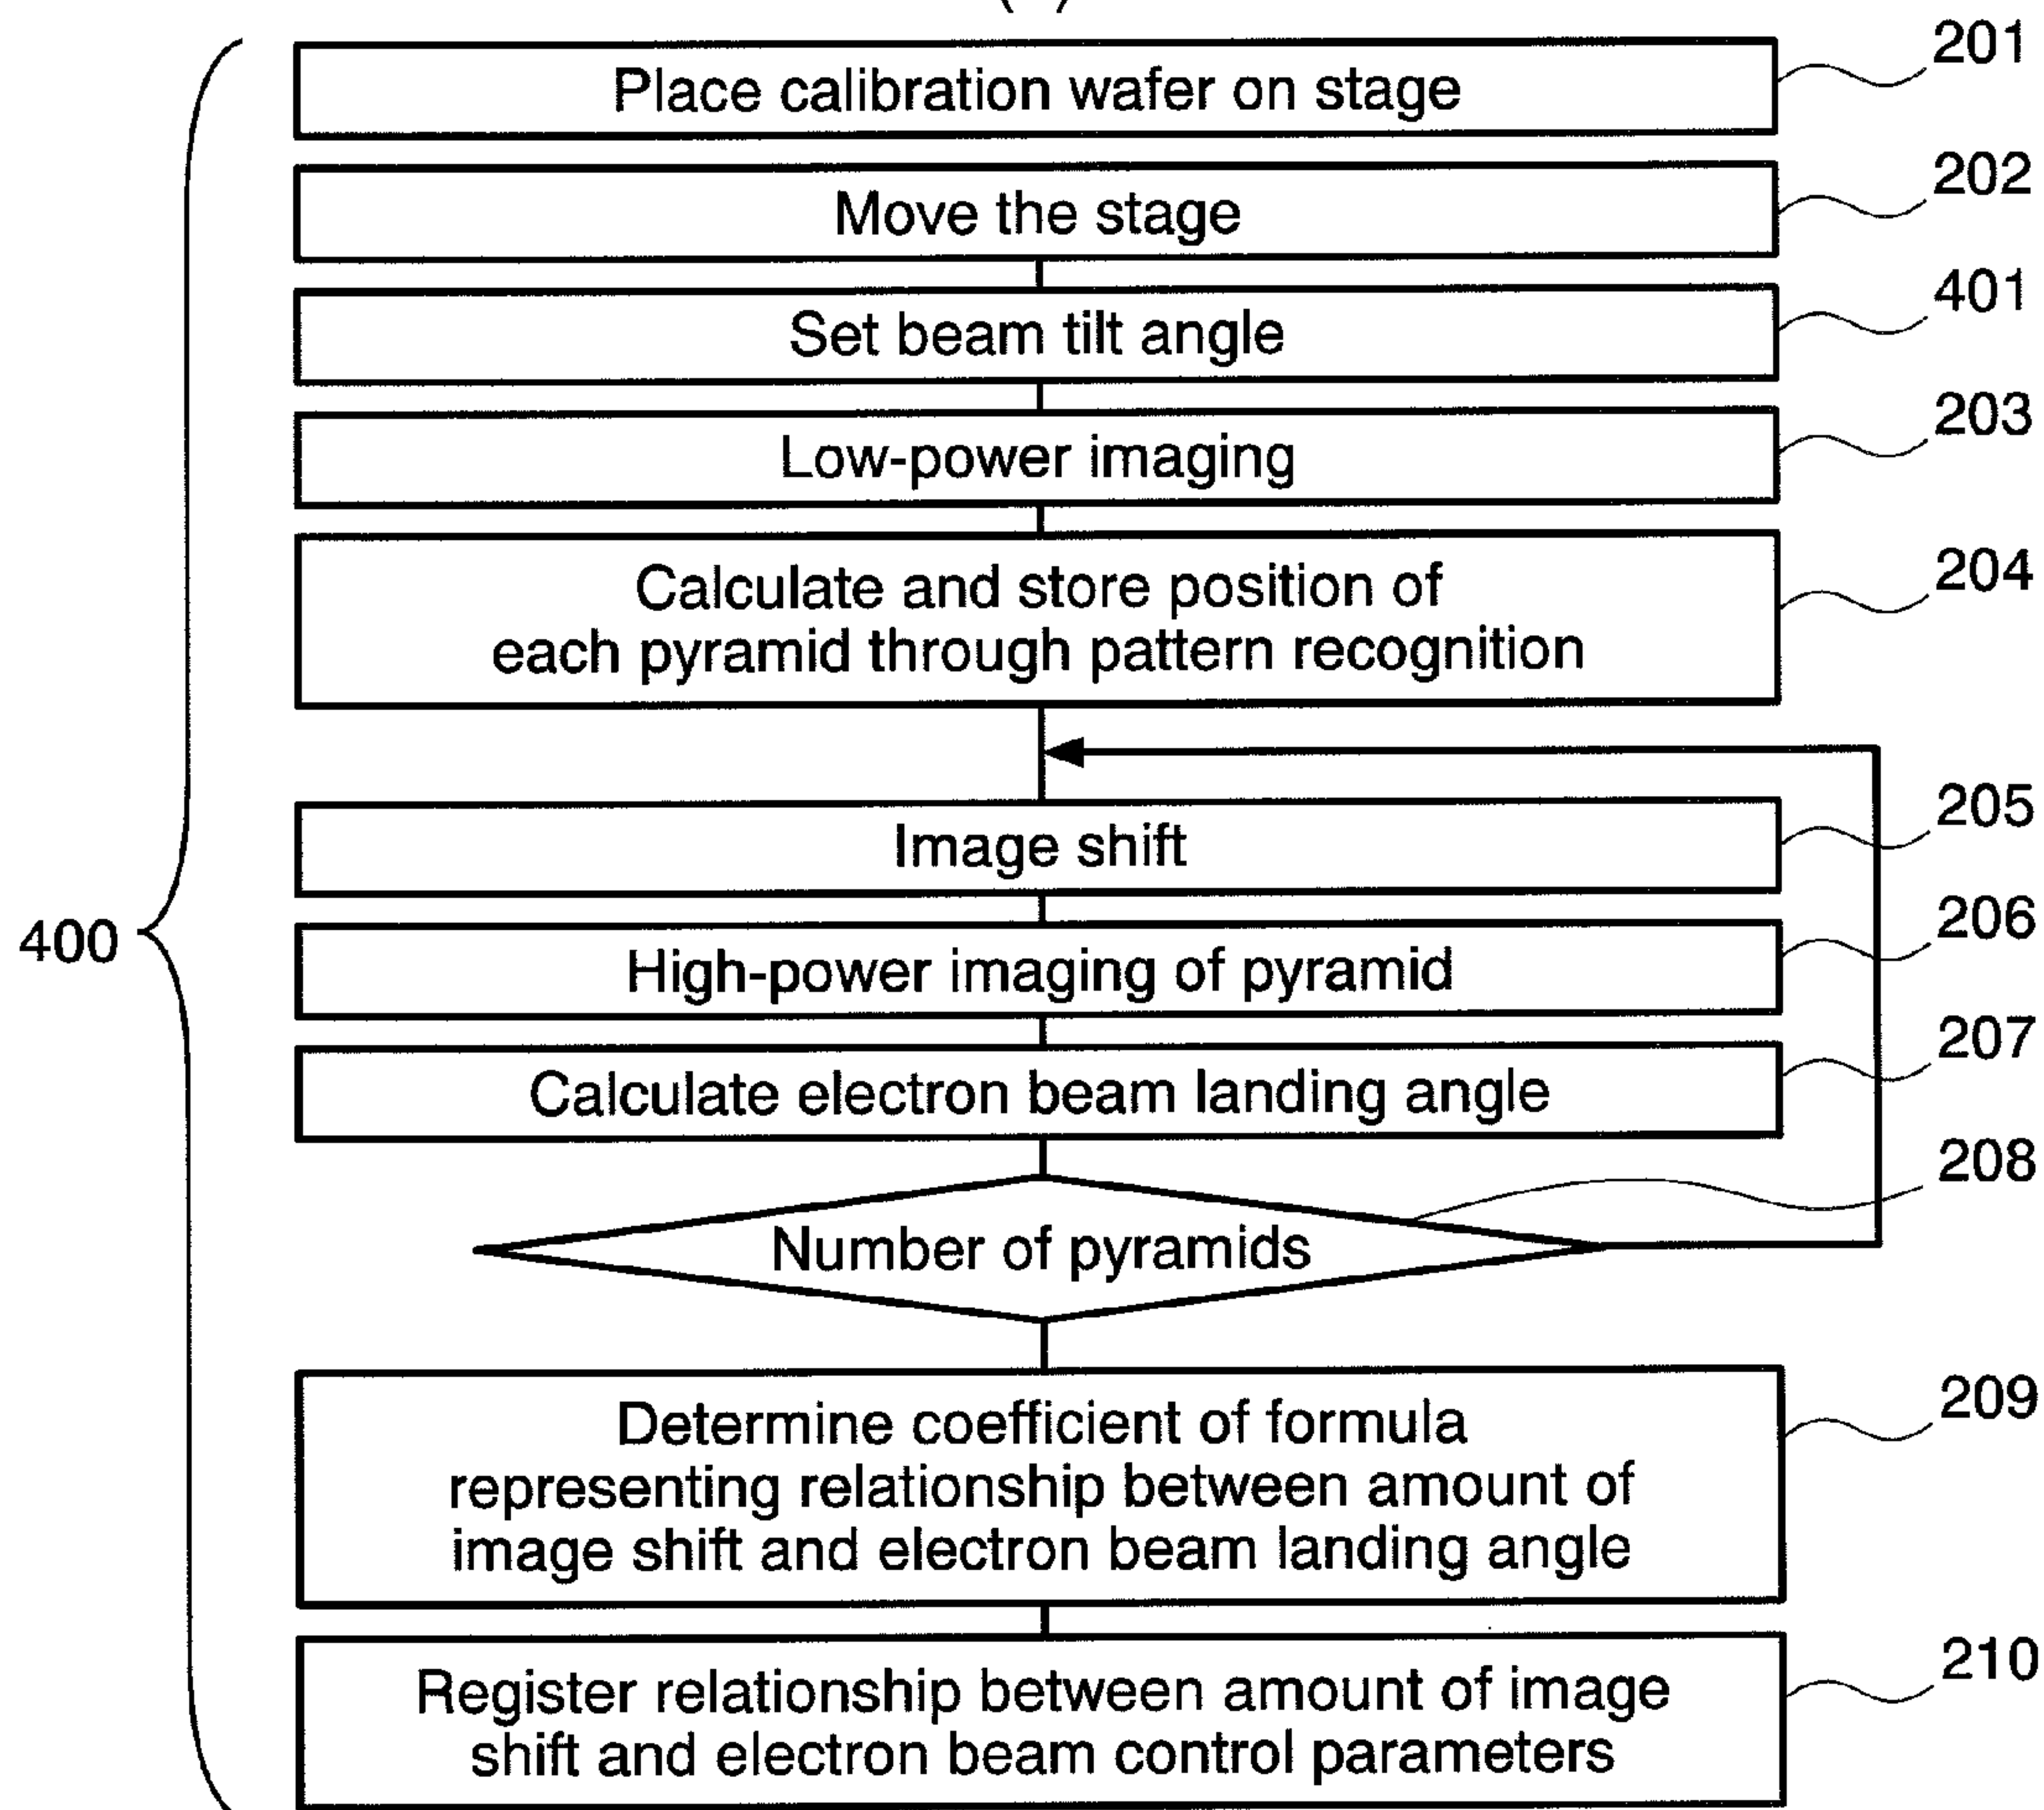 Place calibration wafer on stage
201
Move the stage
202
Set beam tilt angle
401
Low-power imaging
203
Calculate and store position of
each pyramid through pattern recognition
204
Image shift
205
400
High-power imaging of pyramid
206
Calculate electron beam landing angle
207
Number of pyramids
208
Determine coefficient of formula
representing relationship between amount of
image shift and electron beam landing angle
209
Register relationship between amount of image
shift and electron beam control parameters
210